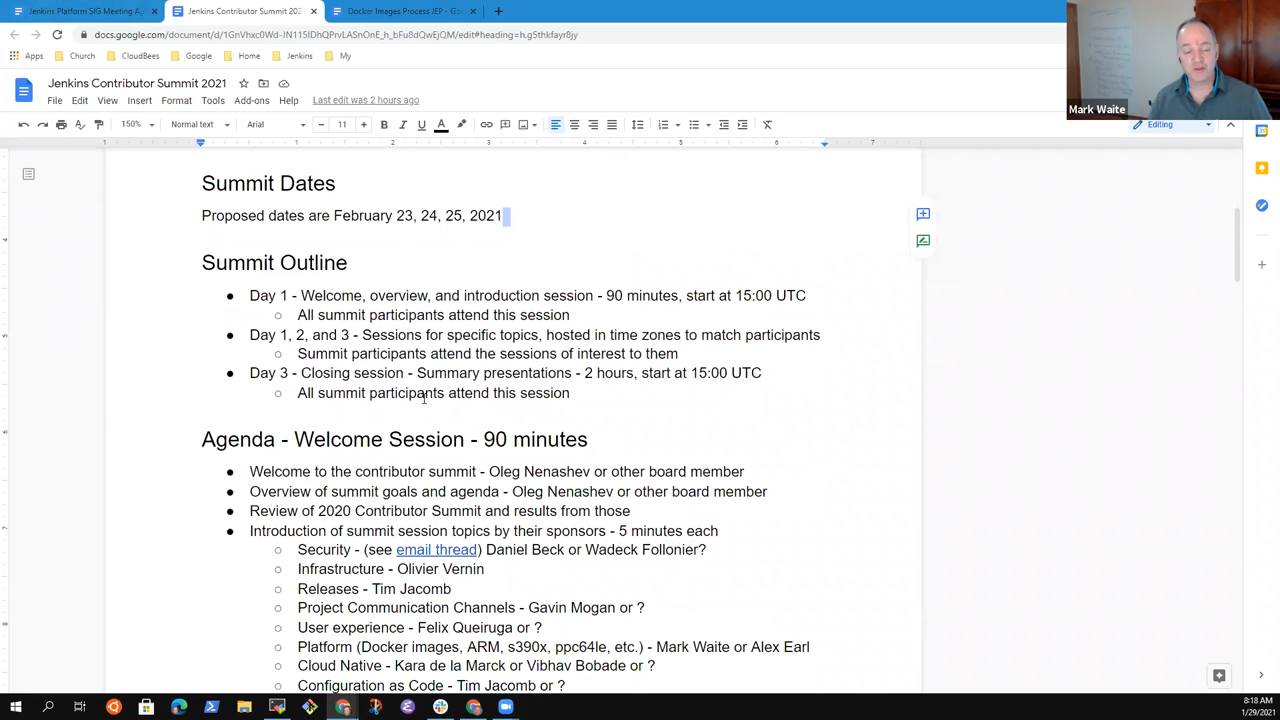 Jenkins Platform SIG Meeting A
Jenkins Contributor Summit 202
Docker Images Process JEP - Go
docs.google.com/document/d/1GnVhxc0Wd-JN115IDhQPrvLASnOnE_h_bFu8dQwEjQM/edit#heading=h.g5thkfayr8jy
Apps Church CloudBees Google Home Jenkins My
Jenkins Contributor Summit 2021
File Edit View Insert Format Tools Add-ons Help Last edit was 2 hours ago
150% Normal text Arial 11 Editing
Mark Waite
1 1 2 3 4 5 6 7
Summit Dates
Proposed dates are February 23, 24, 25, 2021
Summit Outline
● Day 1 - Welcome, overview, and introduction session - 90 minutes, start at 15:00 UTC
○ All summit participants attend this session
● Day 1, 2, and 3 - Sessions for specific topics, hosted in time zones to match participants
○ Summit participants attend the sessions of interest to them
● Day 3 - Closing session - Summary presentations - 2 hours, start at 15:00 UTC
○ All summit participants attend this session
Agenda - Welcome Session - 90 minutes
● Welcome to the contributor summit - Oleg Nenashev or other board member
● Overview of summit goals and agenda - Oleg Nenashev or other board member
● Review of 2020 Contributor Summit and results from those
● Introduction of summit session topics by their sponsors - 5 minutes each
○ Security - (see email thread) Daniel Beck or Wadeck Follonier?
○ Infrastructure - Olivier Vernin
○ Releases - Tim Jacomb
○ Project Communication Channels - Gavin Mogan or ?
○ User experience - Felix Queiruga or ?
○ Platform (Docker images, ARM, s390x, ppc64le, etc.) - Mark Waite or Alex Earl
○ Cloud Native - Kara de la Marck or Vibhav Bobade or ?
○ Configuration as Code - Tim Jacomb or ?
8:18 AM
1/29/2021